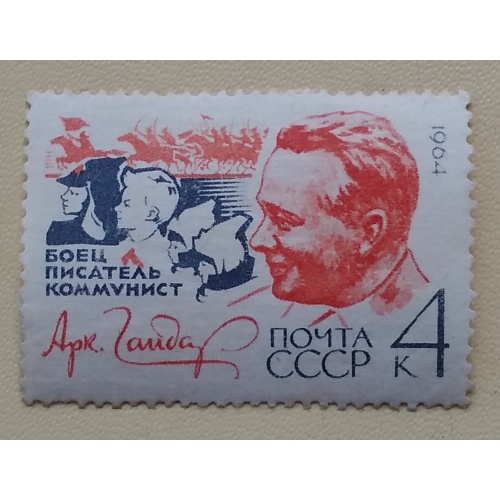 1964
БОЕЦ
ПИСАТЕЛЬ
КОММУНИСТ
Арк. Гайдар
ПОЧТА
СССР
4
К